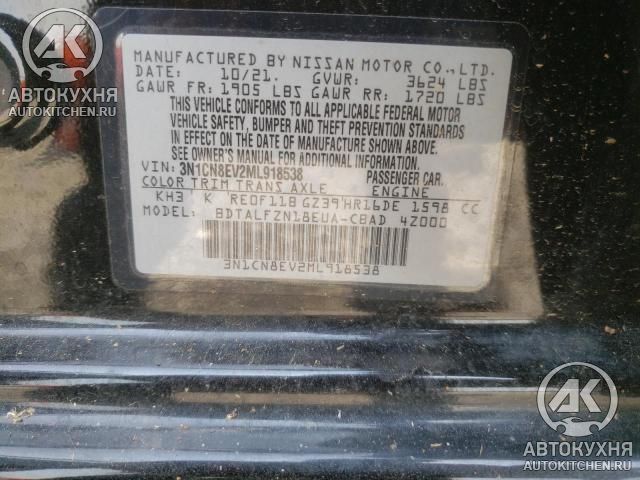 MANUFACTURED BY NISSAN MOTOR CO., LTD.
DATE: 10/21. GVWR: 3624 LBS
GAWR FR: 1905 LBS GAWR RR: 1720 LBS
THIS VEHICLE CONFORMS TO ALL APPLICABLE FEDERAL MOTOR
VEHICLE SAFETY, BUMPER AND THEFT PREVENTION STANDARDS
IN EFFECT ON THE DATE OF MANUFACTURE SHOWN ABOVE.
SEE OWNER'S MANUAL FOR ADDITIONAL INFORMATION.
VIN: 3N1CN8EV2ML918538 PASSENGER CAR.
COLOR TRIM TRANS AXLE ENGINE
KH3 K RE0F11B GZ39 HR16DE 1598 CC
MODEL: BDTALFZN18EUA-CBAD 4Z000
3N1CN8EV2ML918538
АК
АВТОКУХНЯ
AUTOKITCHEN.RU
АК
АВТОКУХНЯ
AUTOKITCHEN.RU